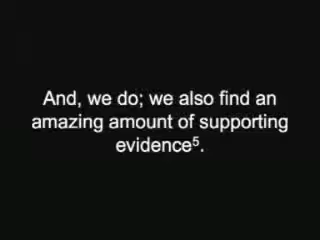 And, we do; we also find an
amazing amount of supporting
evidence⁵.